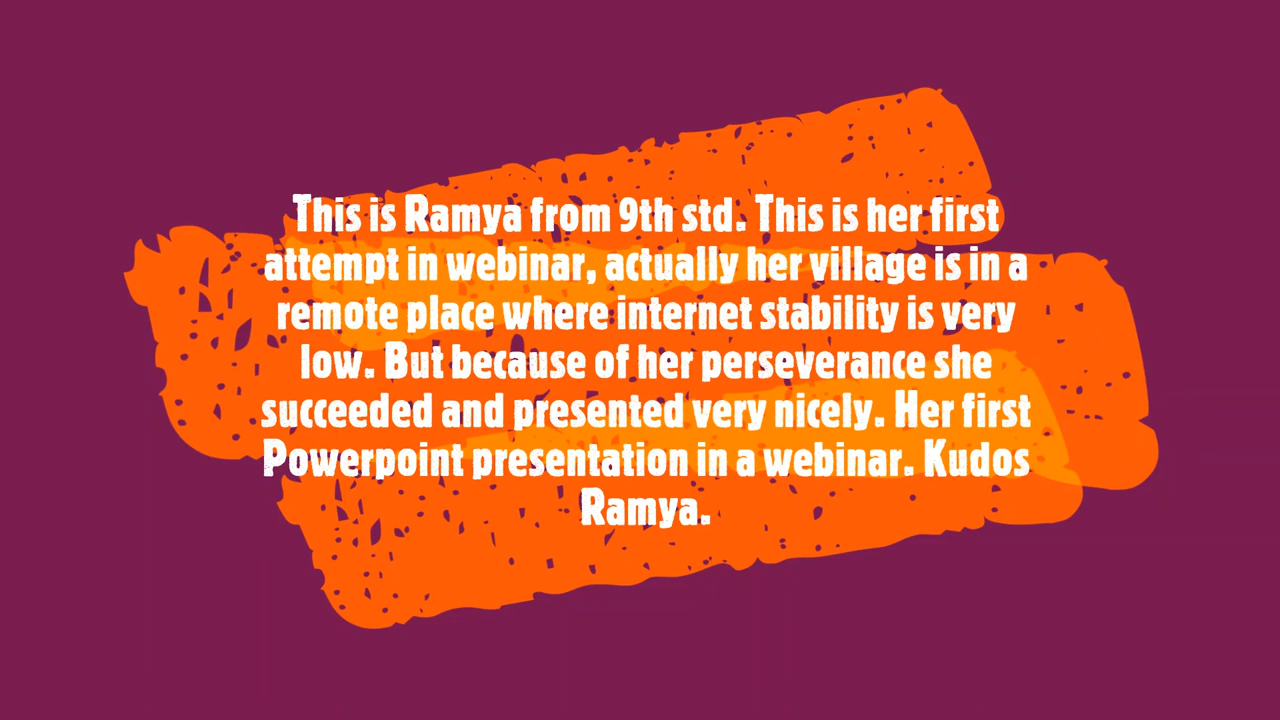 This is Ramya from 9th std. This is her first
attempt in webinar, actually her village is in a
remote place where internet stability is very
low. But because of her perseverance she
succeeded and presented very nicely. Her first
Powerpoint presentation in a webinar. Kudos
Ramya.